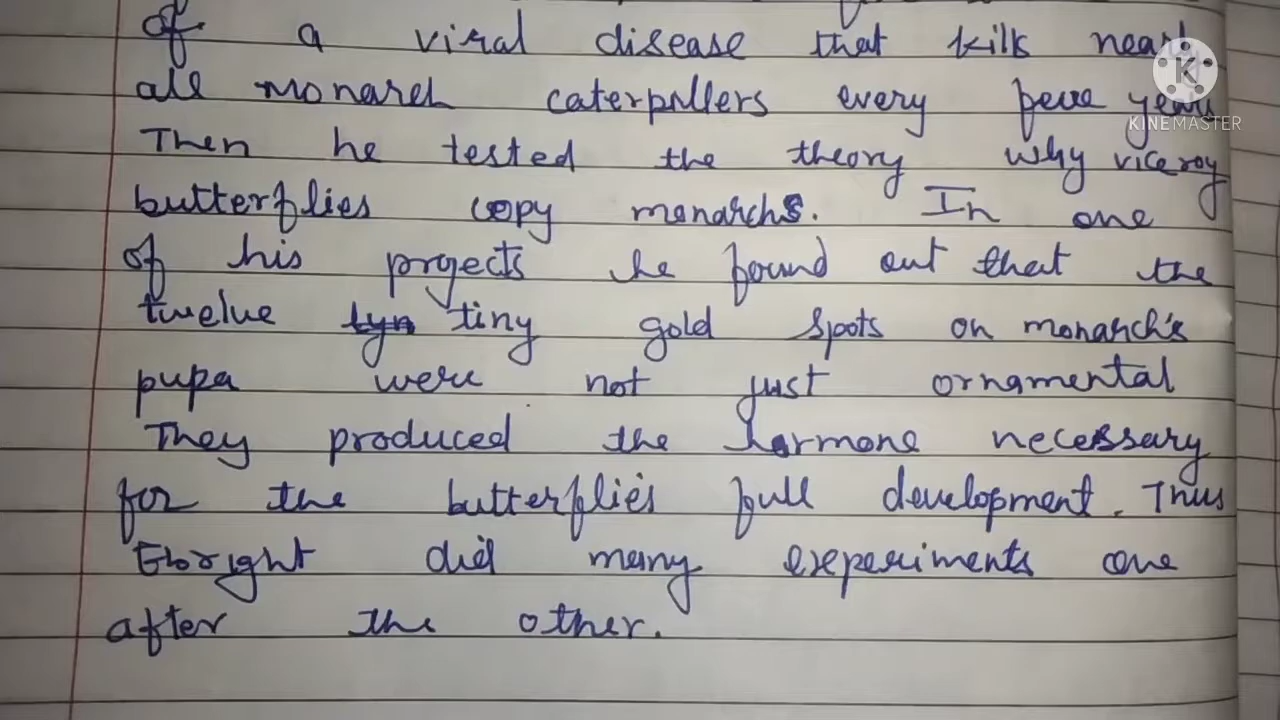 of a viral disease that kills nearly
all monarch caterpillers every few years
Then he tested the theory why viceroy
butterflies copy monarchs. In one
of his projects he found out that the
twelve tiny gold spots on monarch's
pupa were not just ornamental
They produced the hormone necessary
for the butterflie's full development. Thus
Ebright did many experiments one
after the other.
K
KINEMASTER